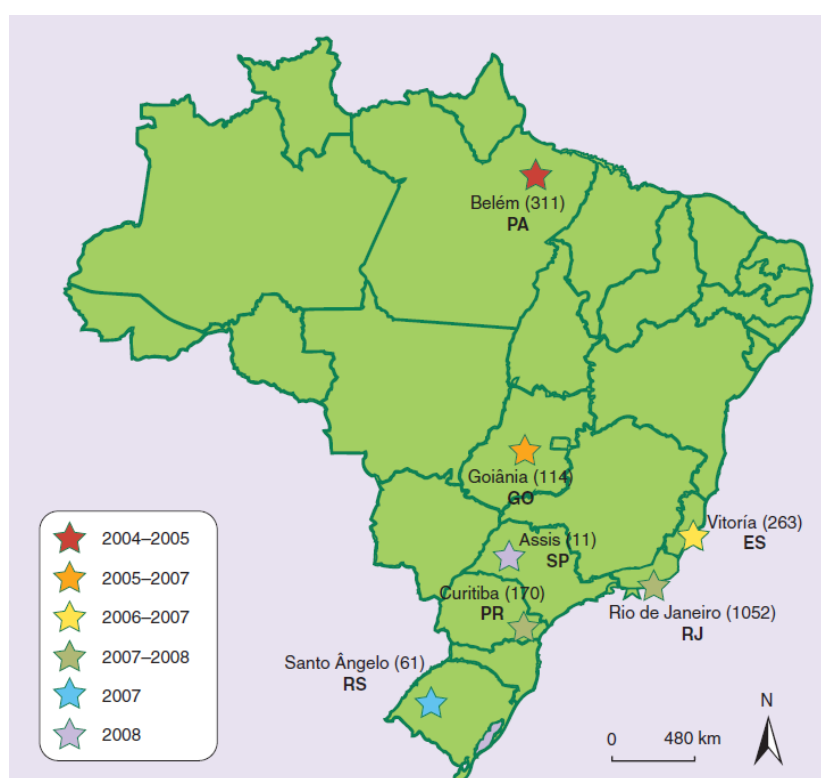 Belém (311)
PA
Goiânia (114)
GO
Vitoría (263)
ES
Assis (11)
SP
Curitiba (170)
PR
Rio de Janeiro (1052)
RJ
Santo Ângelo (61)
RS
2004–2005
2005–2007
2006–2007
2007–2008
2007
2008
N
0 480 km